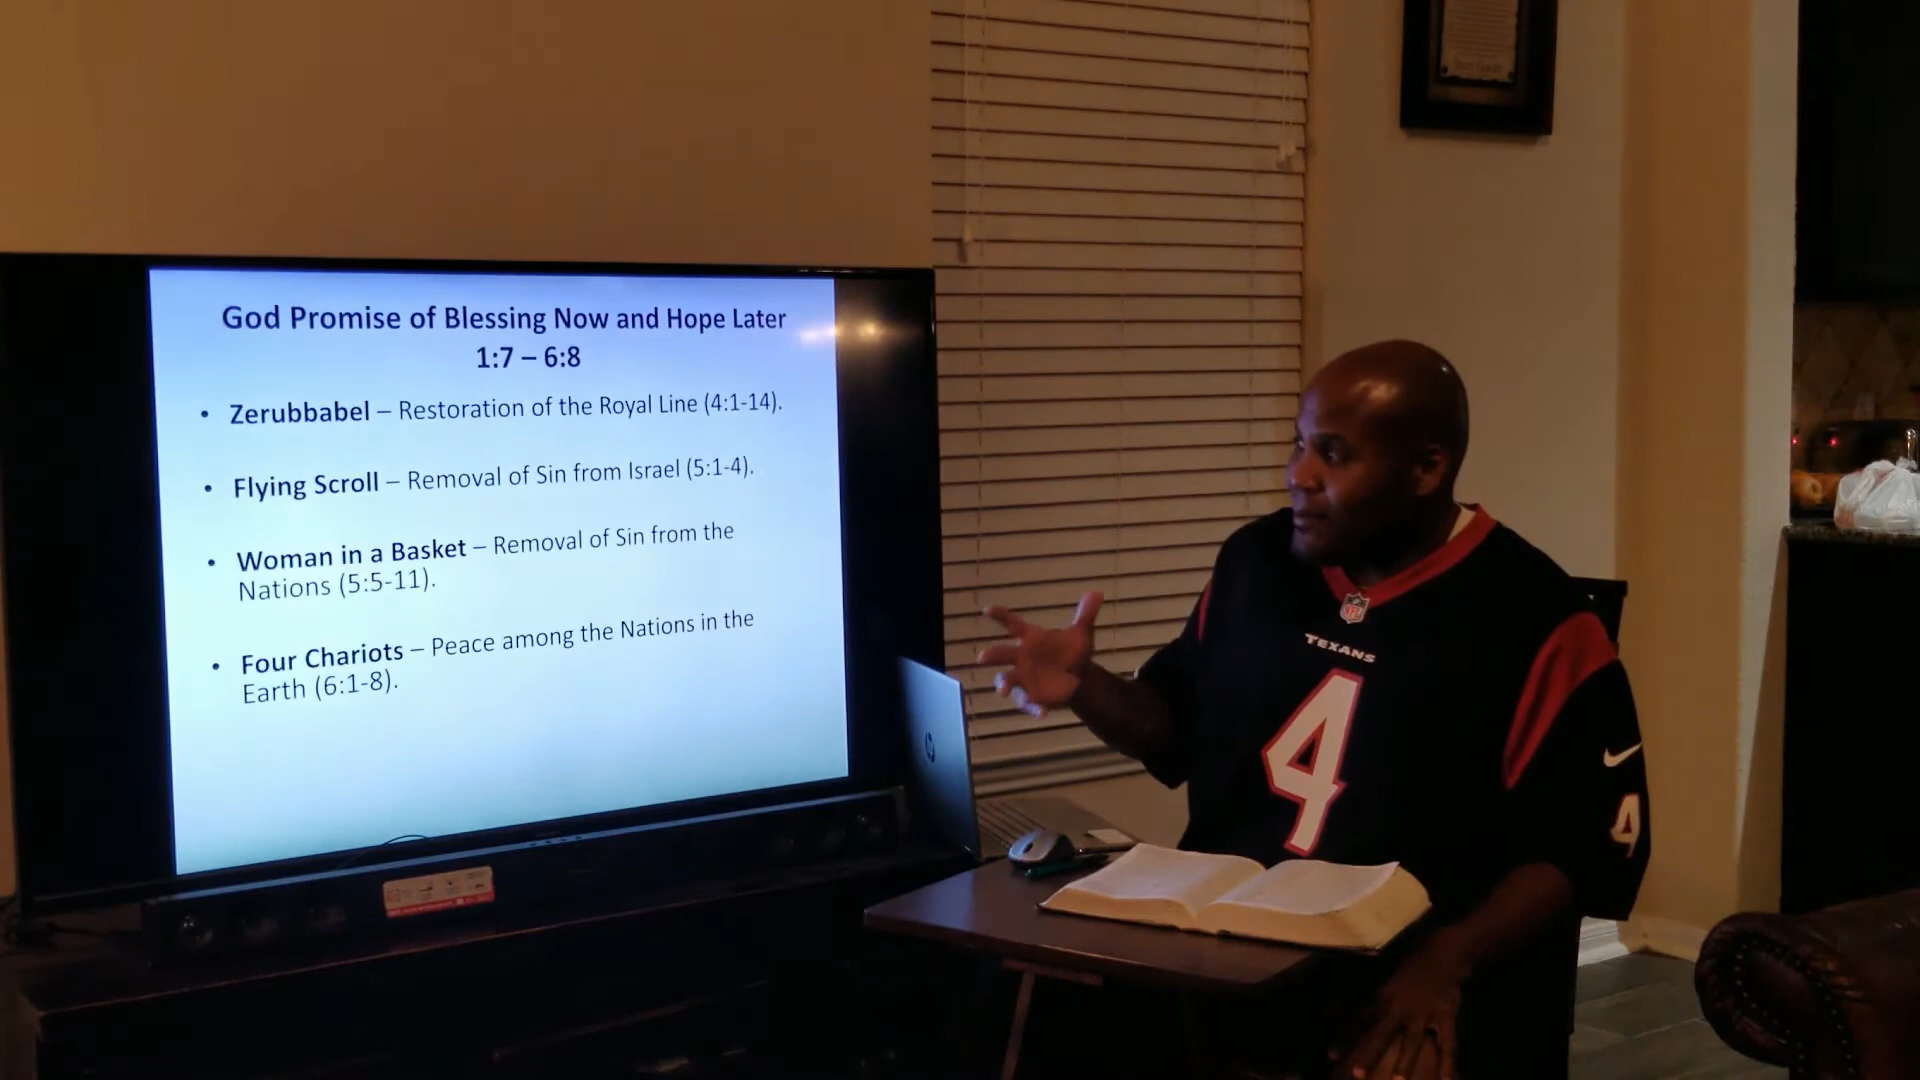 God Promise of Blessing Now and Hope Later
1:7 – 6:8
• Zerubbabel – Restoration of the Royal Line (4:1-14).
• Flying Scroll – Removal of Sin from Israel (5:1-4).
• Woman in a Basket – Removal of Sin from the
Nations (5:5-11).
• Four Chariots – Peace among the Nations in the
Earth (6:1-8).
hp
NFL
TEXANS
4
4